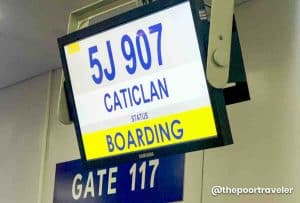 5J 907
CATICLAN
STATUS
BOARDING
GATE 117
@thepoortraveler